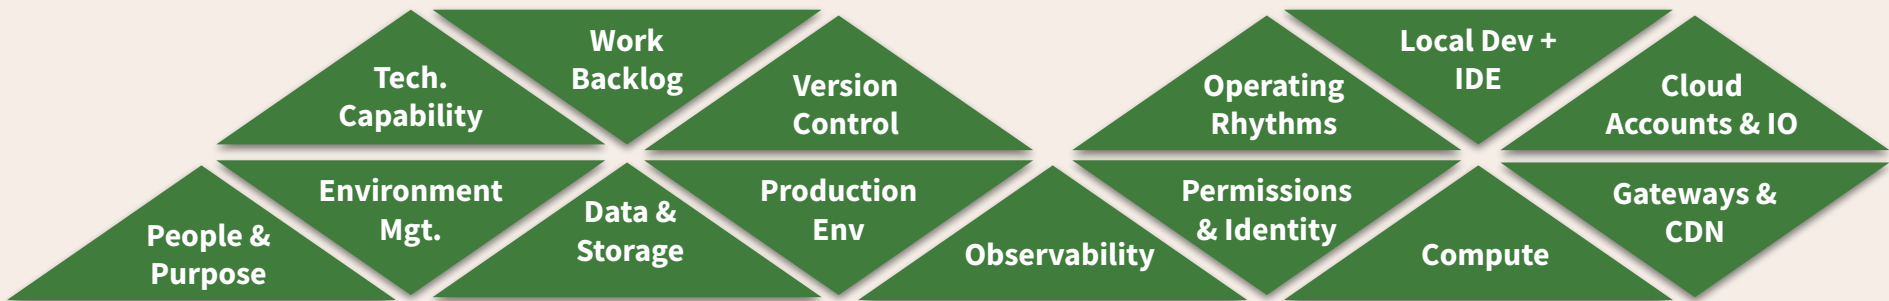 Tech.
Capability
Work
Backlog
Version
Control
Operating
Rhythms
Local Dev +
IDE
Cloud
Accounts & IO
People &
Purpose
Environment
Mgt.
Data &
Storage
Production
Env
Observability
Permissions
& Identity
Compute
Gateways &
CDN